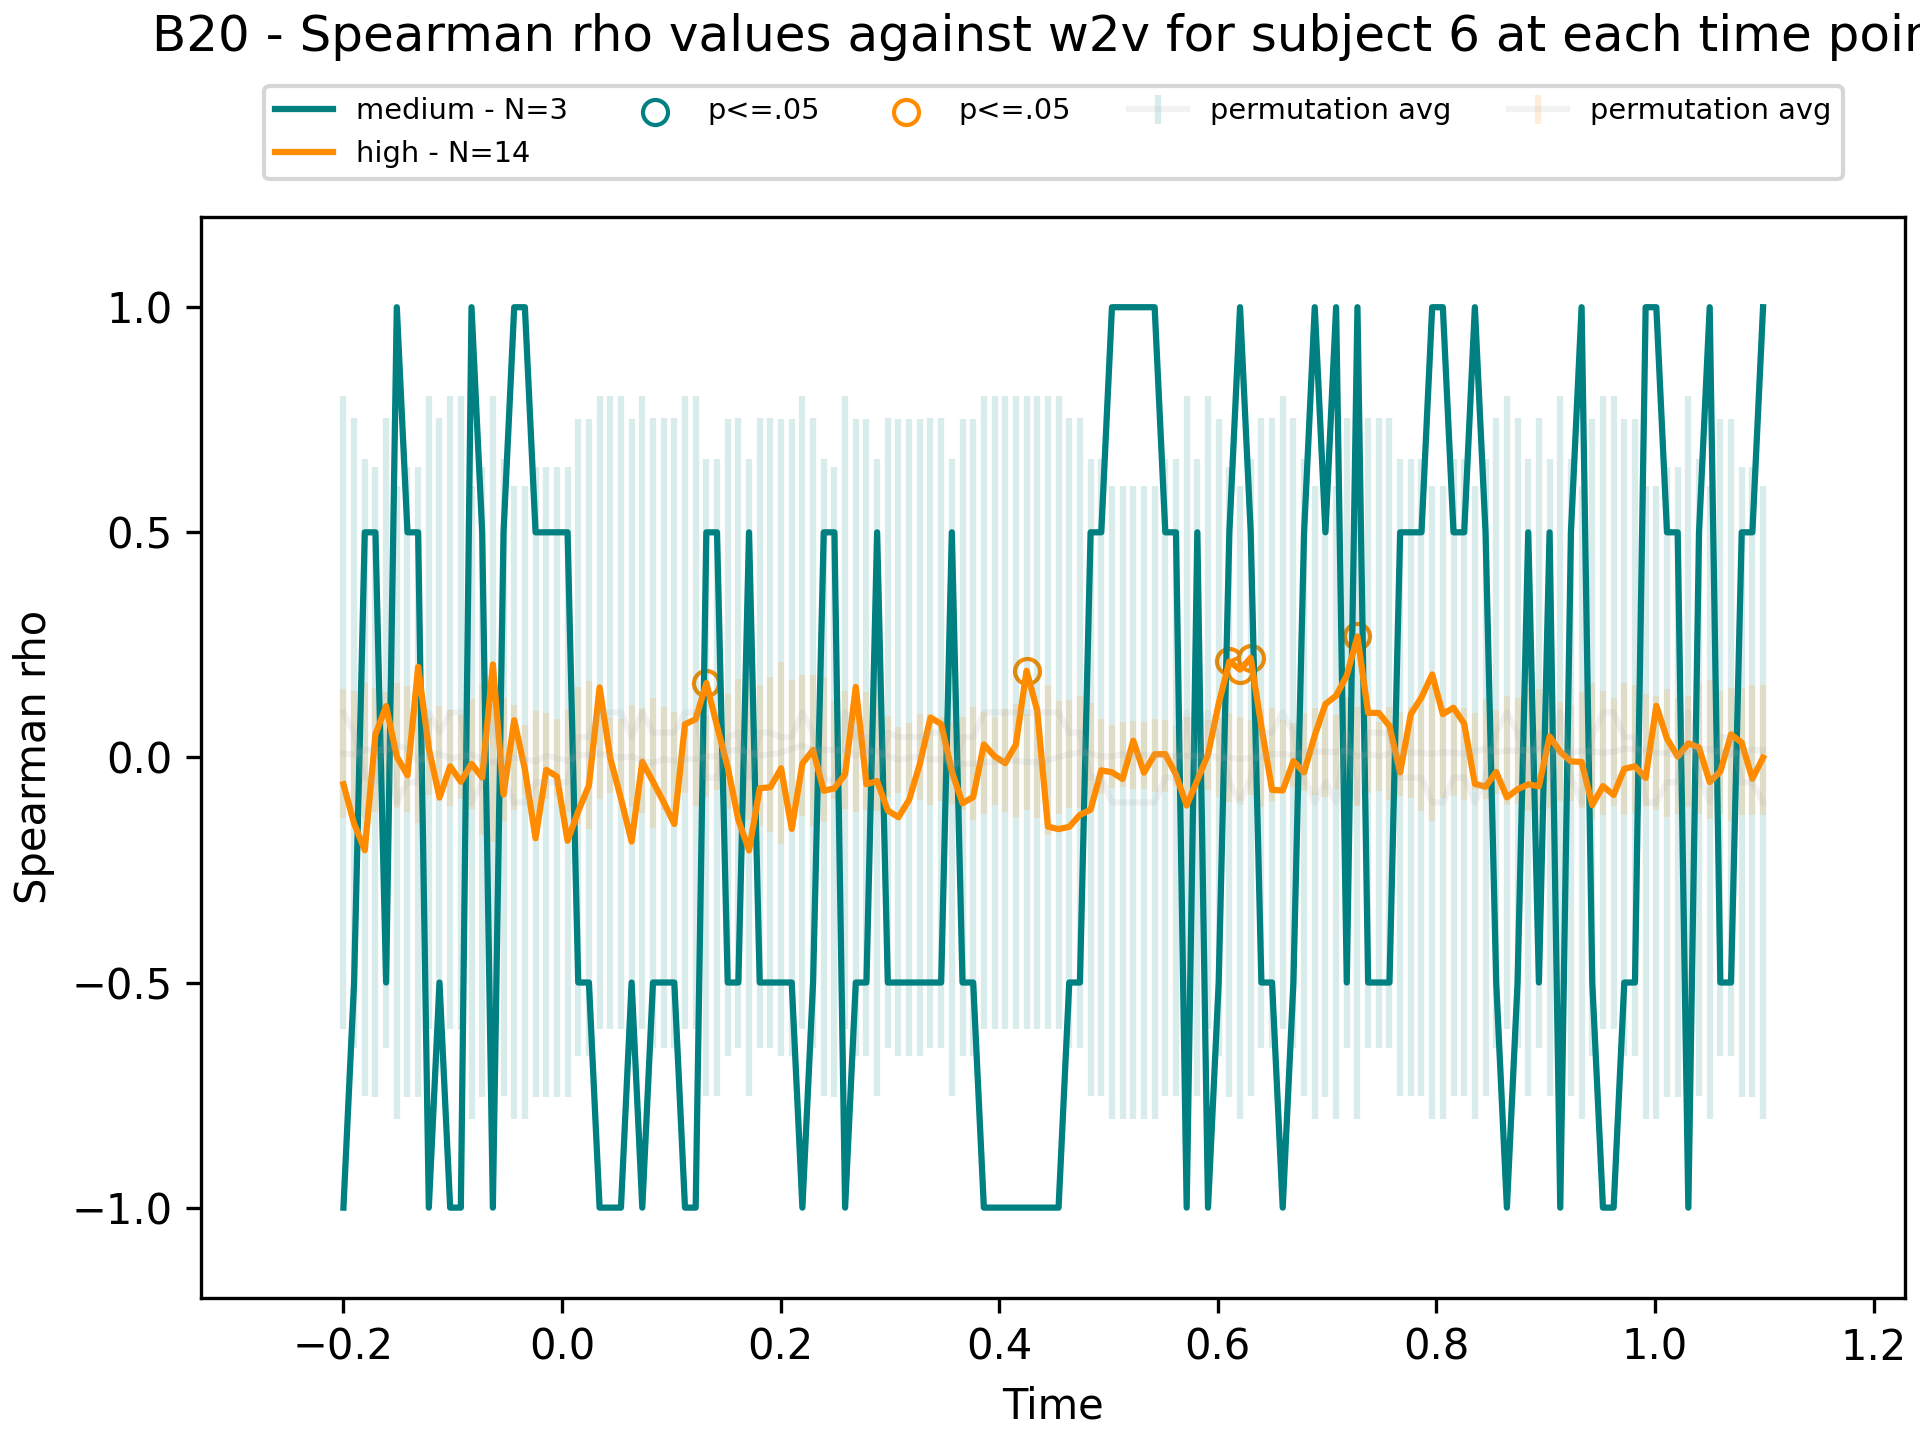 B20 - Spearman rho values against w2v for subject 6 at each time poin
medium - N=3
high - N=14
p<=.05
p<=.05
permutation avg
permutation avg
Spearman rho
1.0
0.5
0.0
−0.5
−1.0
−0.2 0.0 0.2 0.4 0.6 0.8 1.0 1.2
Time